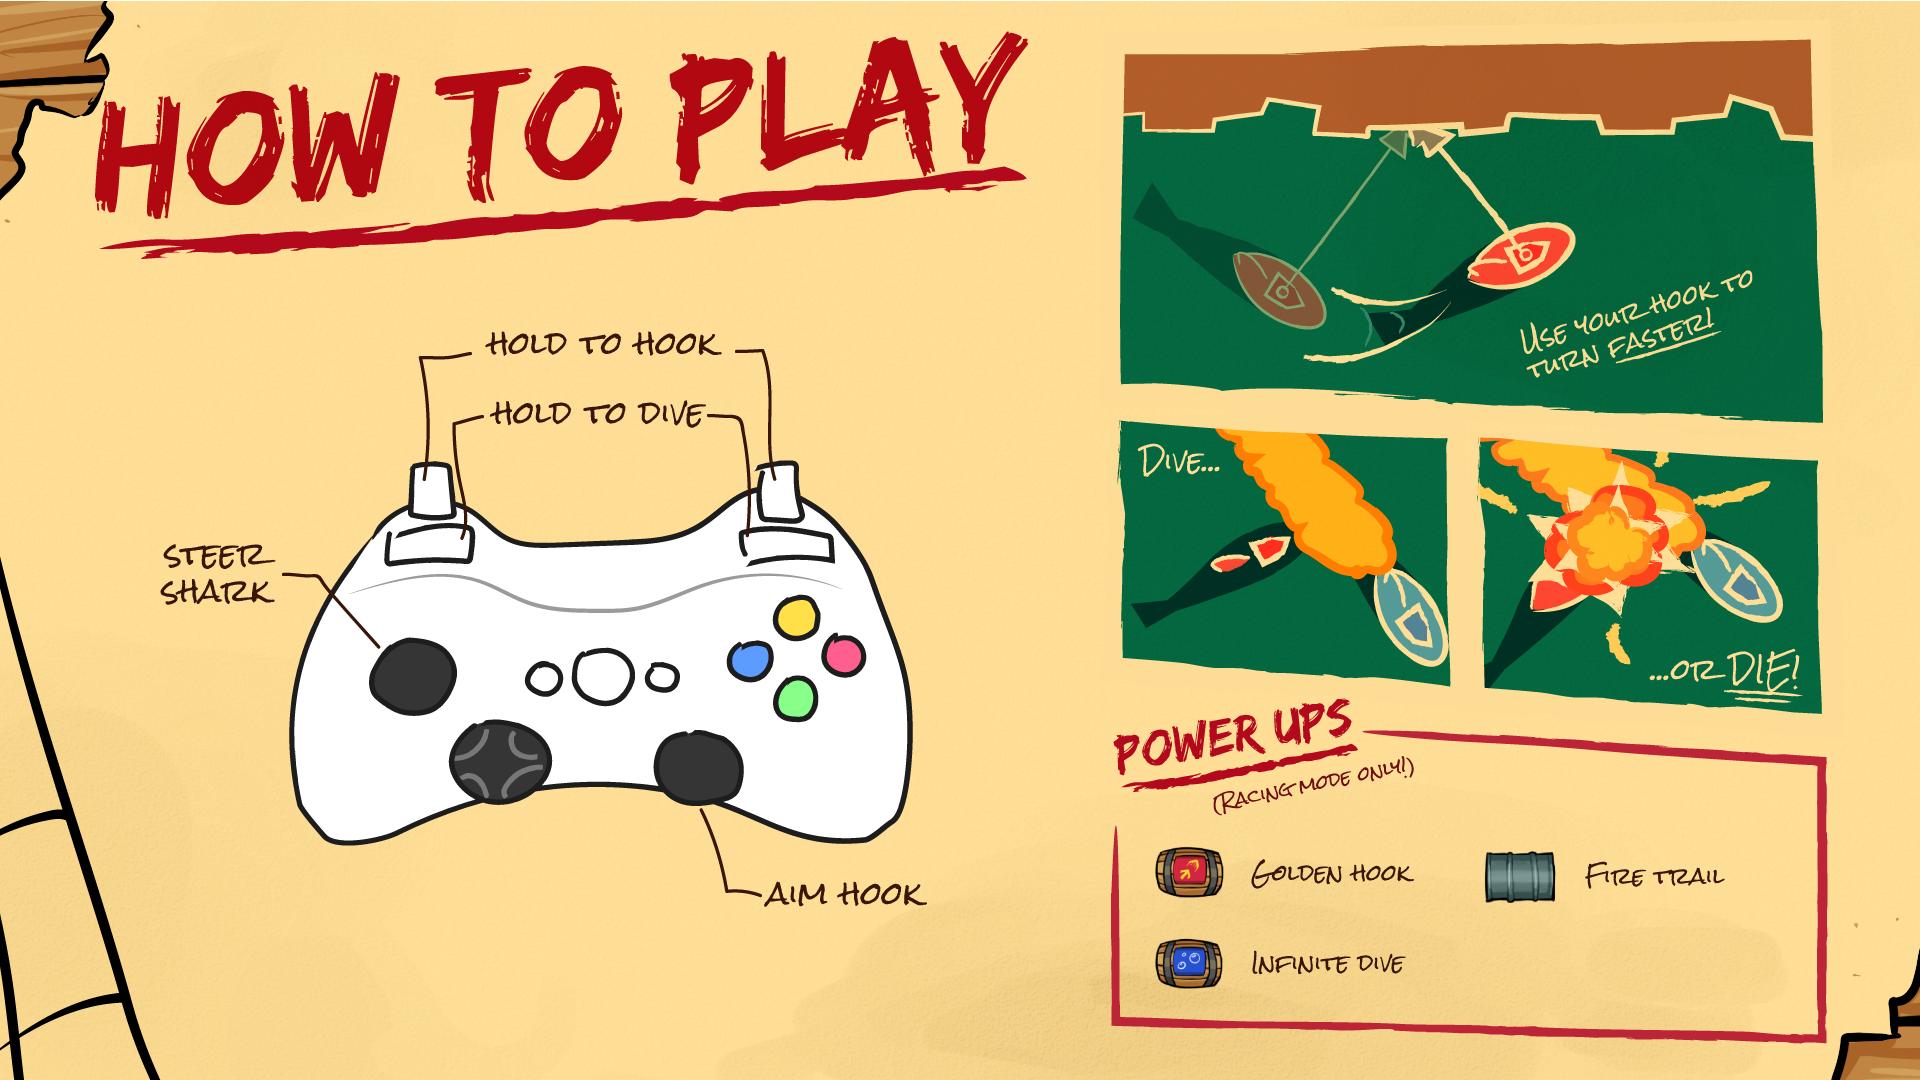 HOW TO PLAY
HOLD TO HOOK
HOLD TO DIVE
STEER
SHARK
AIM HOOK
USE YOUR HOOK TO
TURN FASTER!
DIVE...
...OR DIE!
POWER UPS
(RACING MODE ONLY!)
GOLDEN HOOK
FIRE TRAIL
INFINITE DIVE